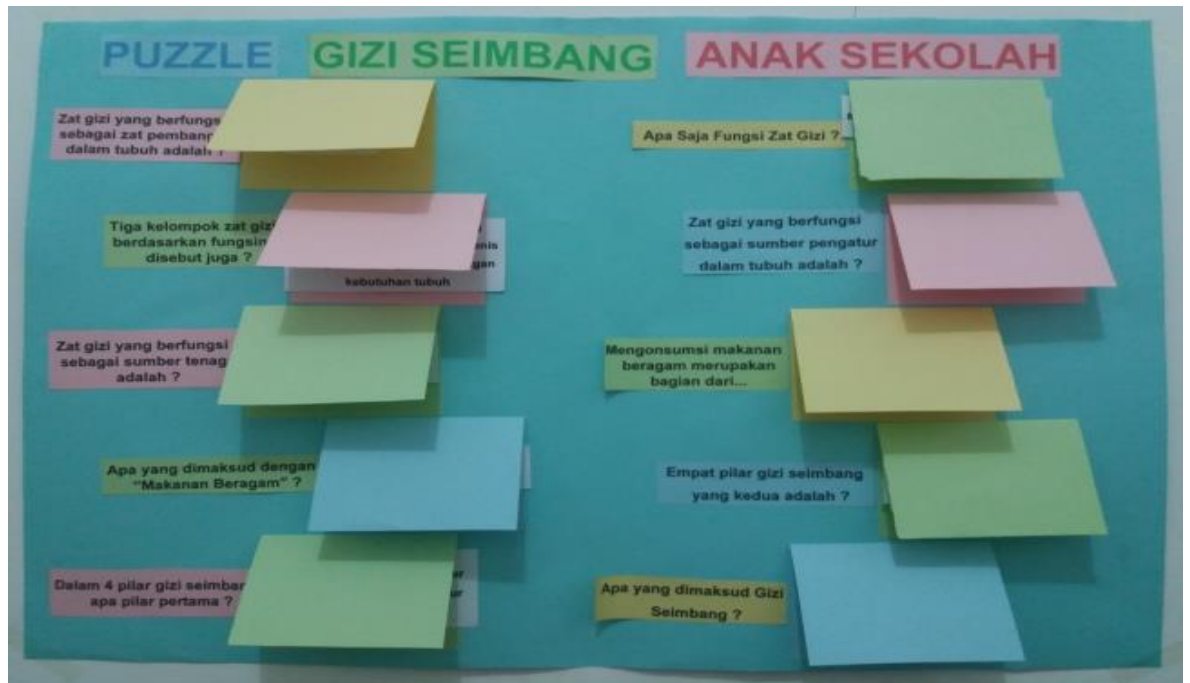 PUZZLE GIZI SEIMBANG ANAK SEKOLAH
Zat gizi yang berfungs
sebagai zat pembang
dalam tubuh adalah ?
Tiga kelompok zat giz
berdasarkan fungsin
disebut juga ?
nis
gan
kebutuhan tubuh
Zat gizi yang berfungsi
sebagai sumber tenag
adalah ?
Apa yang dimaksud dengan
"Makanan Beragam" ?
Dalam 4 pilar gizi seimbar
apa pilar pertama ?
Apa Saja Fungsi Zat Gizi ?
Zat gizi yang berfungsi
sebagai sumber pengatur
dalam tubuh adalah ?
Mengonsumsi makanan
beragam merupakan
bagian dari...
Empat pilar gizi seimbang
yang kedua adalah ?
Apa yang dimaksud Gizi
Seimbang ?